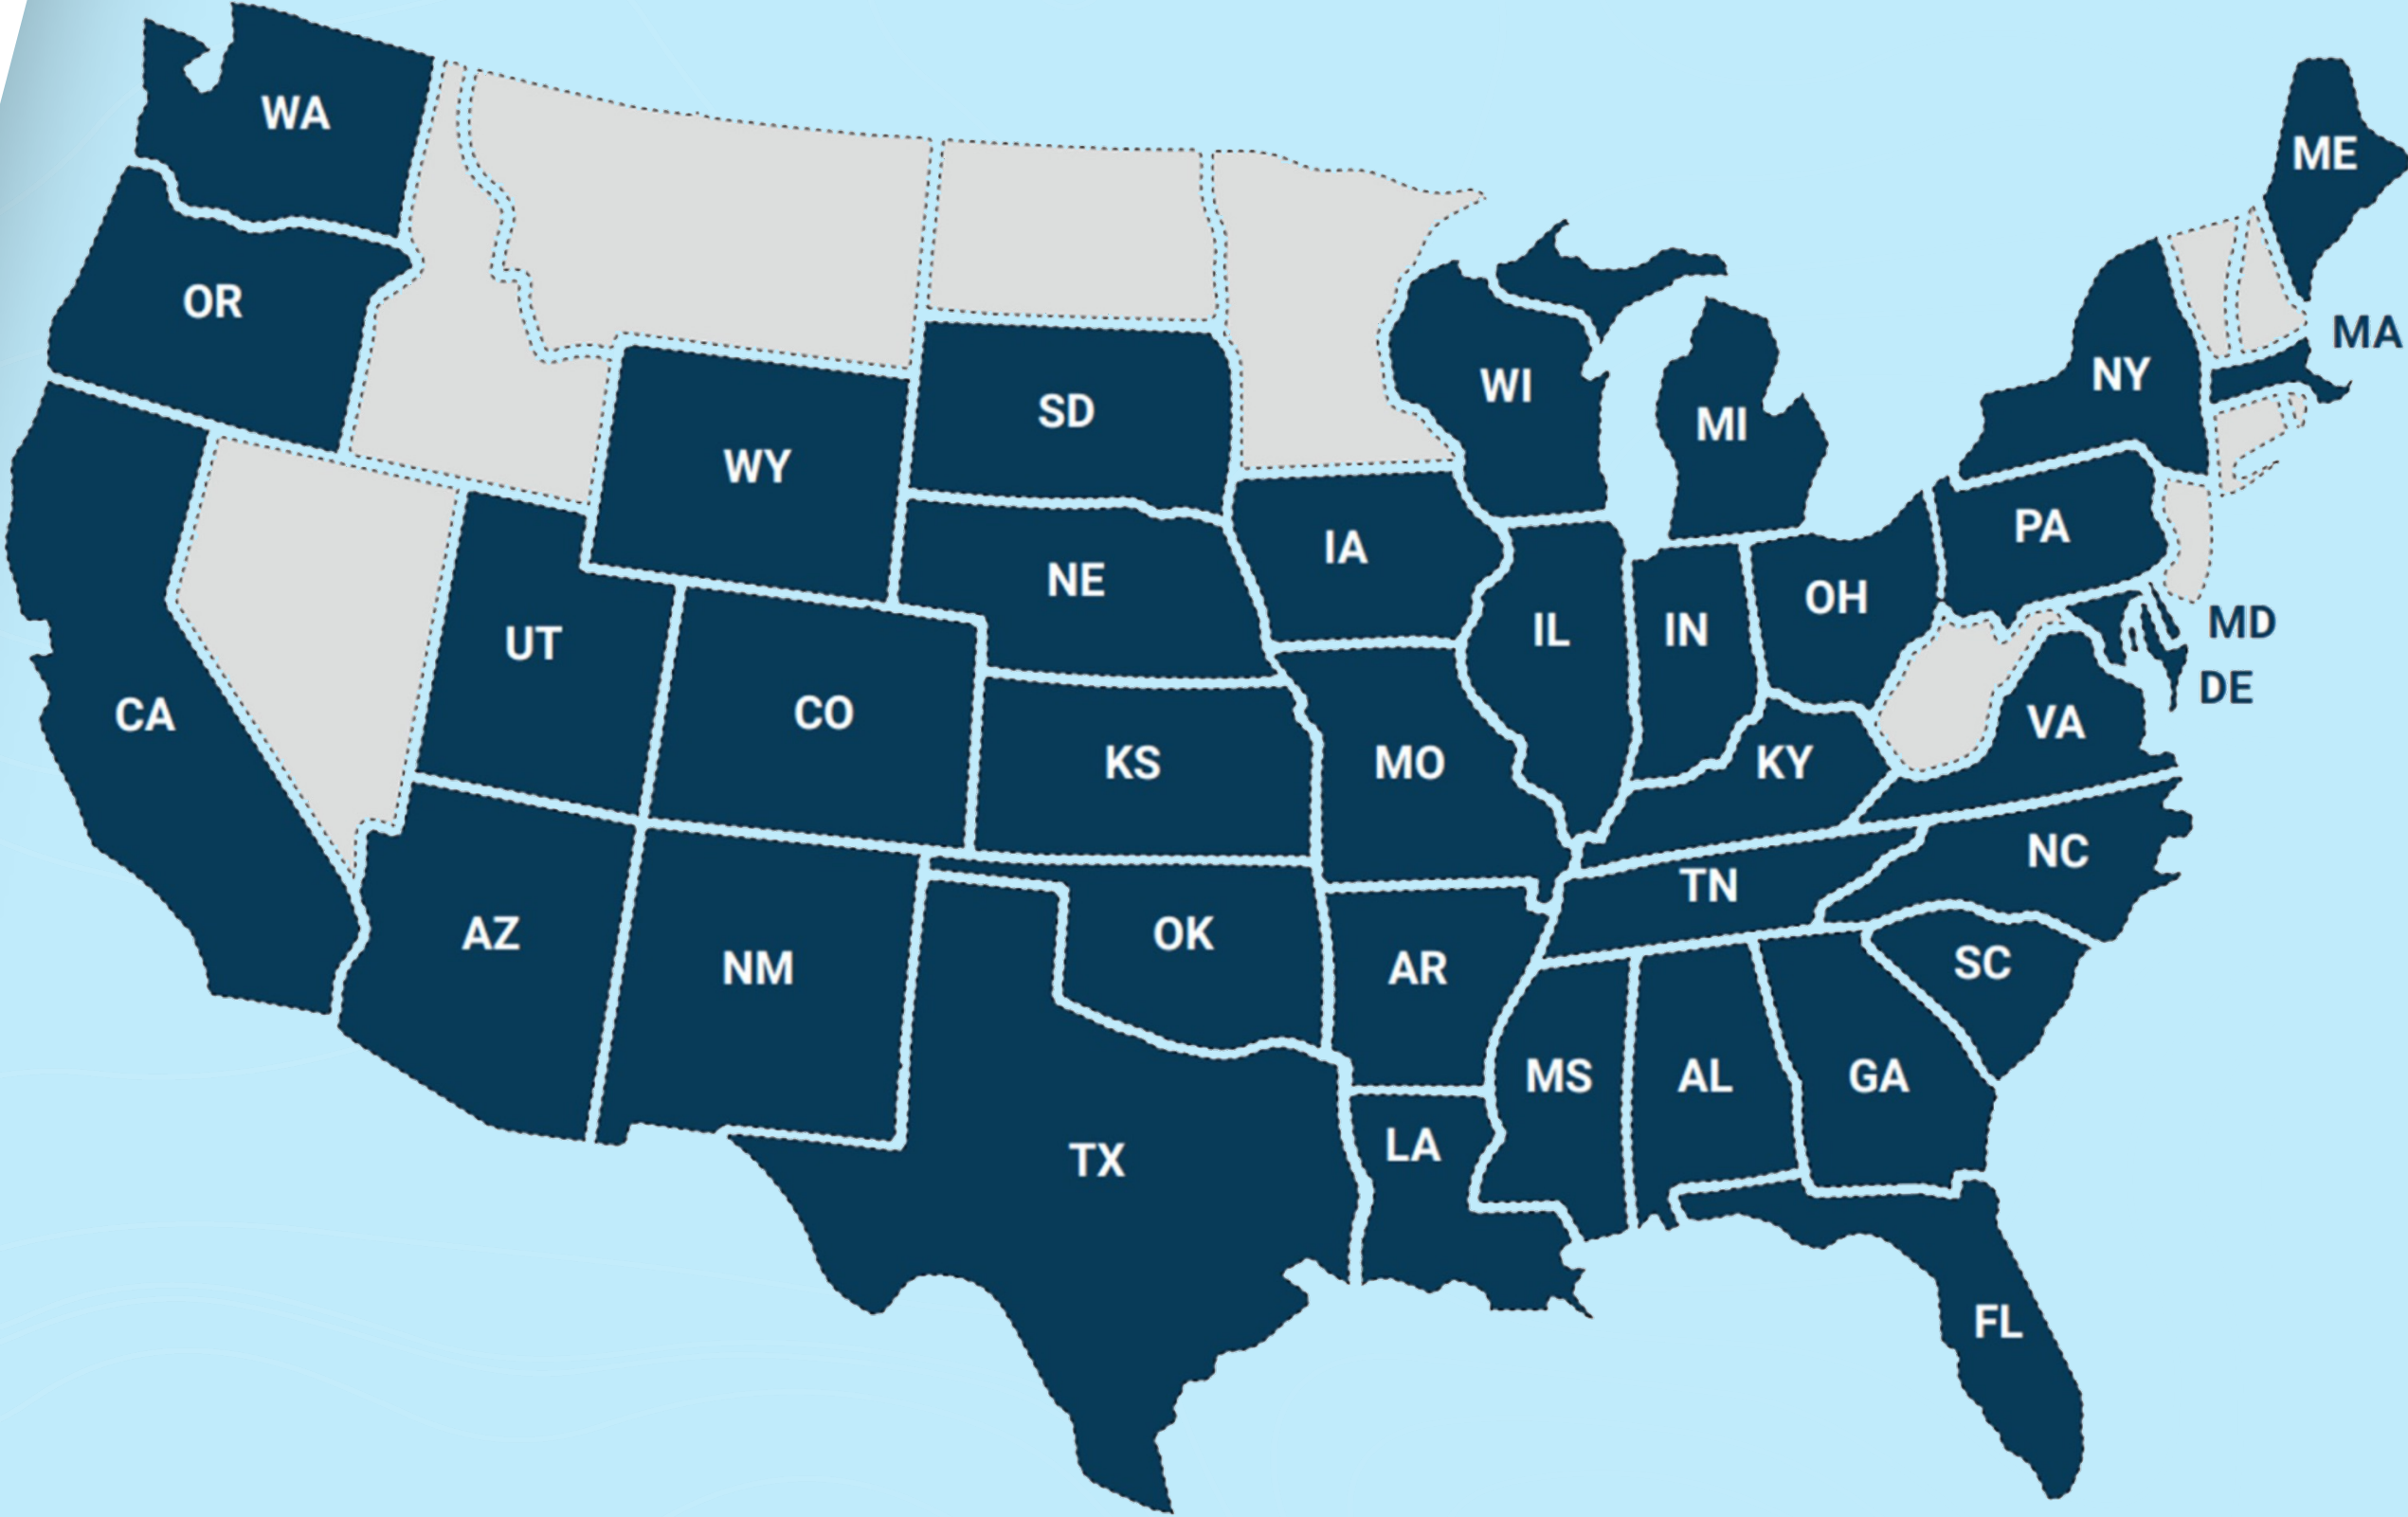 WA
ME
OR
MA
NY
WI
SD
MI
WY
PA
IA
NE
OH
MD
IL
IN
UT
DE
CO
CA
VA
KS
MO
KY
NC
TN
AZ
OK
SC
NM
AR
MS
AL
GA
LA
TX
FL